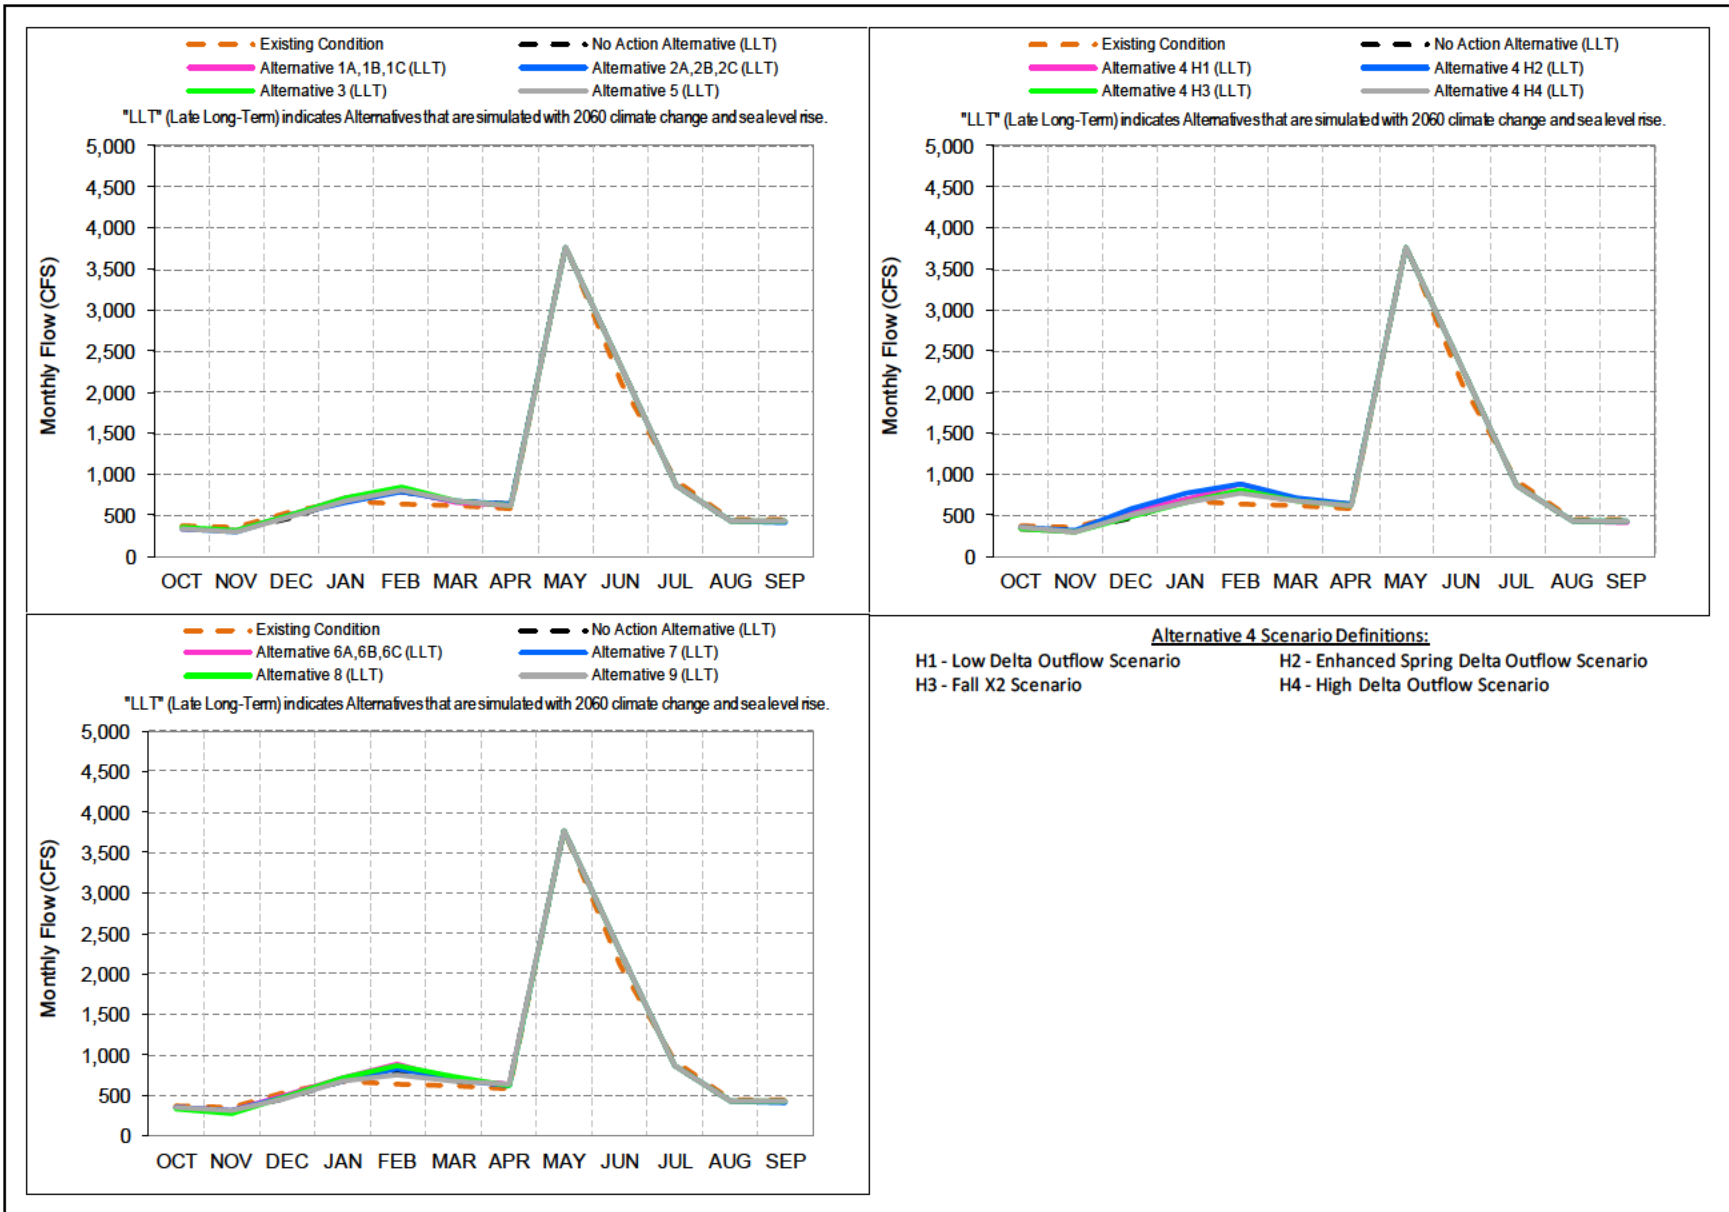 Existing Condition No Action Alternative (LLT)
Alternative 1A,1B,1C (LLT) Alternative 2A,2B,2C (LLT)
Alternative 3 (LLT) Alternative 5 (LLT)
"LLT" (Late Long-Term) indicates Alternatives that are simulated with 2060 climate change and sea level rise.
5,000
4,500
4,000
3,500
3,000
2,500
2,000
1,500
1,000
500
0
Monthly Flow (CFS)
OCT NOV DEC JAN FEB MAR APR MAY JUN JUL AUG SEP
Existing Condition No Action Alternative (LLT)
Alternative 4 H1 (LLT) Alternative 4 H2 (LLT)
Alternative 4 H3 (LLT) Alternative 4 H4 (LLT)
"LLT" (Late Long-Term) indicates Alternatives that are simulated with 2060 climate change and sea level rise.
5,000
4,500
4,000
3,500
3,000
2,500
2,000
1,500
1,000
500
0
Monthly Flow (CFS)
OCT NOV DEC JAN FEB MAR APR MAY JUN JUL AUG SEP
Existing Condition No Action Alternative (LLT)
Alternative 6A,6B,6C (LLT) Alternative 7 (LLT)
Alternative 8 (LLT) Alternative 9 (LLT)
"LLT" (Late Long-Term) indicates Alternatives that are simulated with 2060 climate change and sea level rise.
5,000
4,500
4,000
3,500
3,000
2,500
2,000
1,500
1,000
500
0
Monthly Flow (CFS)
OCT NOV DEC JAN FEB MAR APR MAY JUN JUL AUG SEP
Alternative 4 Scenario Definitions:
H1 - Low Delta Outflow Scenario H2 - Enhanced Spring Delta Outflow Scenario
H3 - Fall X2 Scenario H4 - High Delta Outflow Scenario